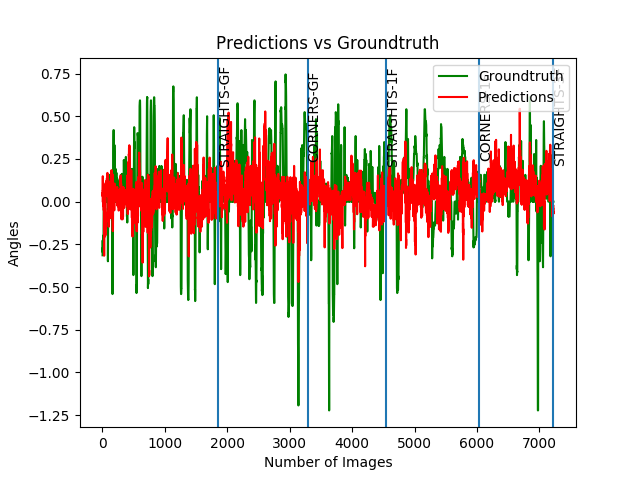 Predictions vs Groundtruth
Angles
0.75
0.50
0.25
0.00
−0.25
−0.50
−0.75
−1.00
−1.25
STRAIGHTS-GF
CORNERS-GF
STRAIGHTS-1F
Groundtruth
Predictions
0
1000
2000
3000
4000
5000
6000
7000
Number of Images